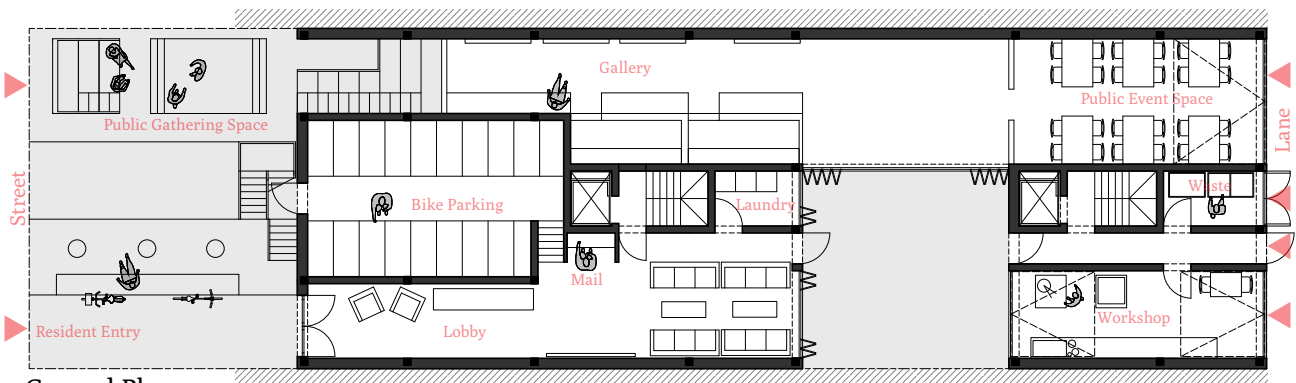 Gallery
Public Event Space
Public Gathering Space
Lane
Street
Waste
Bike Parking
Laundry
Mail
Resident Entry
Lobby
Workshop